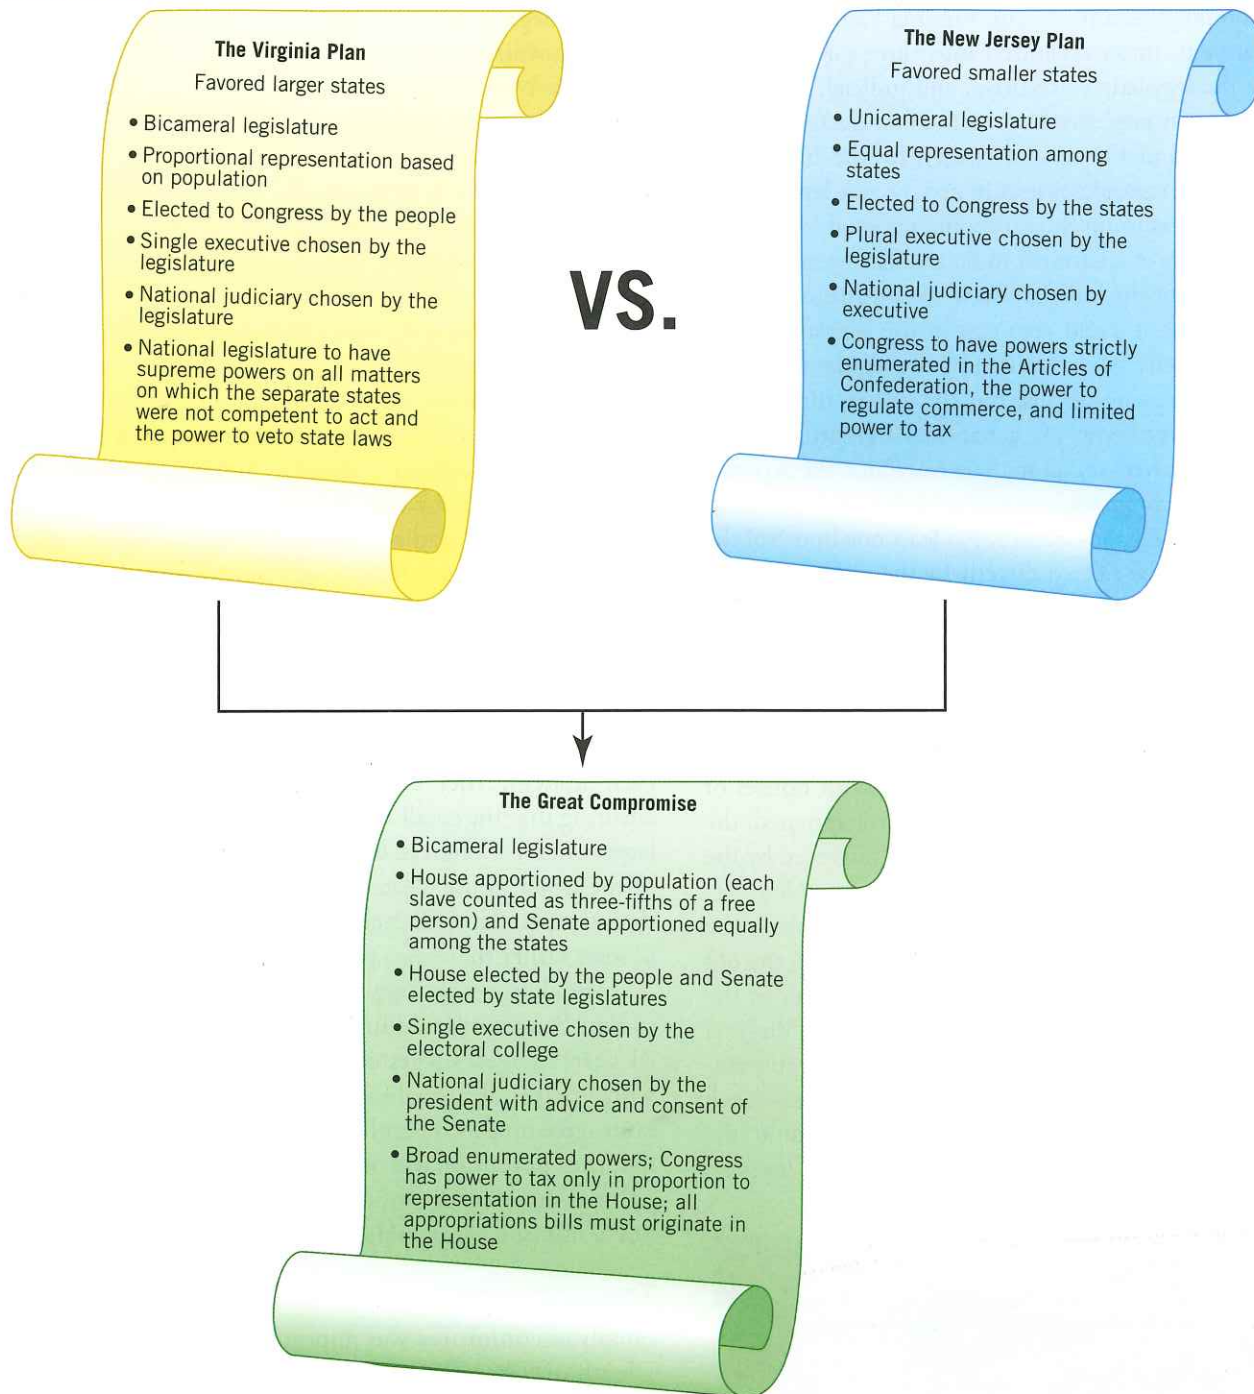 The Virginia Plan
Favored larger states
• Bicameral legislature
• Proportional representation based
on population
• Elected to Congress by the people
• Single executive chosen by the
legislature
• National judiciary chosen by the
legislature
• National legislature to have
supreme powers on all matters
on which the separate states
were not competent to act and
the power to veto state laws
VS.
The New Jersey Plan
Favored smaller states
• Unicameral legislature
• Equal representation among
states
• Elected to Congress by the states
• Plural executive chosen by the
legislature
• National judiciary chosen by
executive
• Congress to have powers strictly
enumerated in the Articles of
Confederation, the power to
regulate commerce, and limited
power to tax
The Great Compromise
• Bicameral legislature
• House apportioned by population (each
slave counted as three-fifths of a free
person) and Senate apportioned equally
among the states
• House elected by the people and Senate
elected by state legislatures
• Single executive chosen by the
electoral college
• National judiciary chosen by the
president with advice and consent of
the Senate
• Broad enumerated powers; Congress
has power to tax only in proportion to
representation in the House; all
appropriations bills must originate in
the House